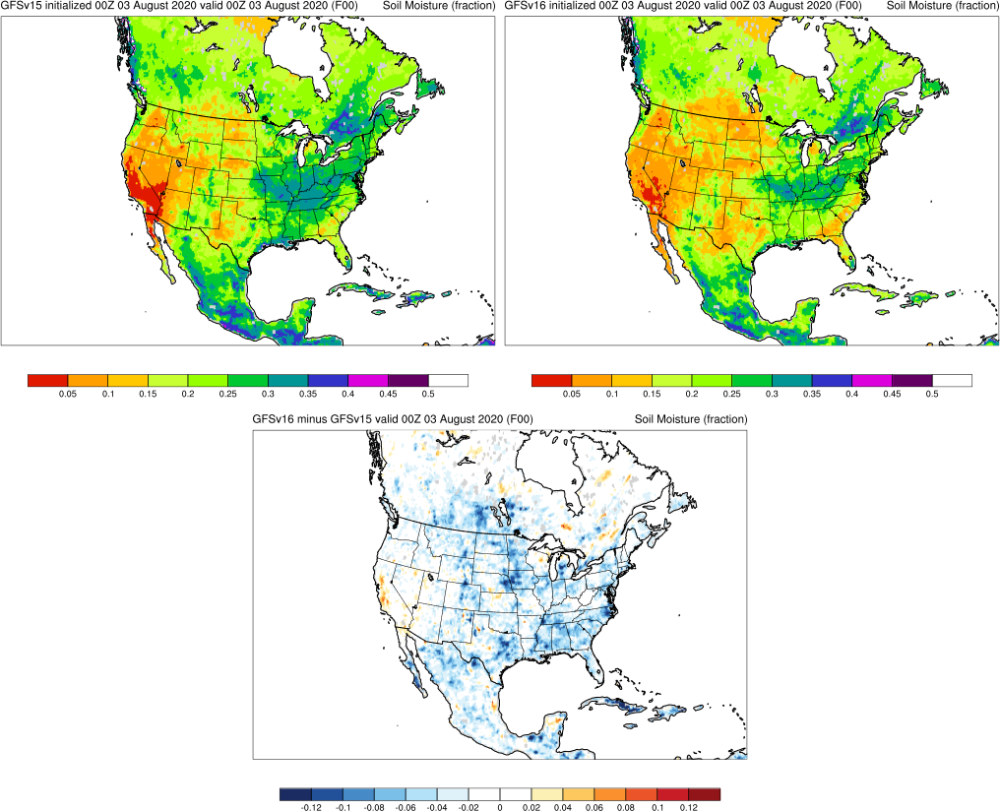 GFSv15 initialized 00Z 03 August 2020 valid 00Z 03 August 2020 (F00) Soil Moisture (fraction)
GFSv16 initialized 00Z 03 August 2020 valid 00Z 03 August 2020 (F00) Soil Moisture (fraction)
0.05 0.1 0.15 0.2 0.25 0.3 0.35 0.4 0.45 0.5
0.05 0.1 0.15 0.2 0.25 0.3 0.35 0.4 0.45 0.5
GFSv16 minus GFSv15 valid 00Z 03 August 2020 (F00) Soil Moisture (fraction)
-0.12 -0.1 -0.08 -0.06 -0.04 -0.02 0 0.02 0.04 0.06 0.08 0.1 0.12